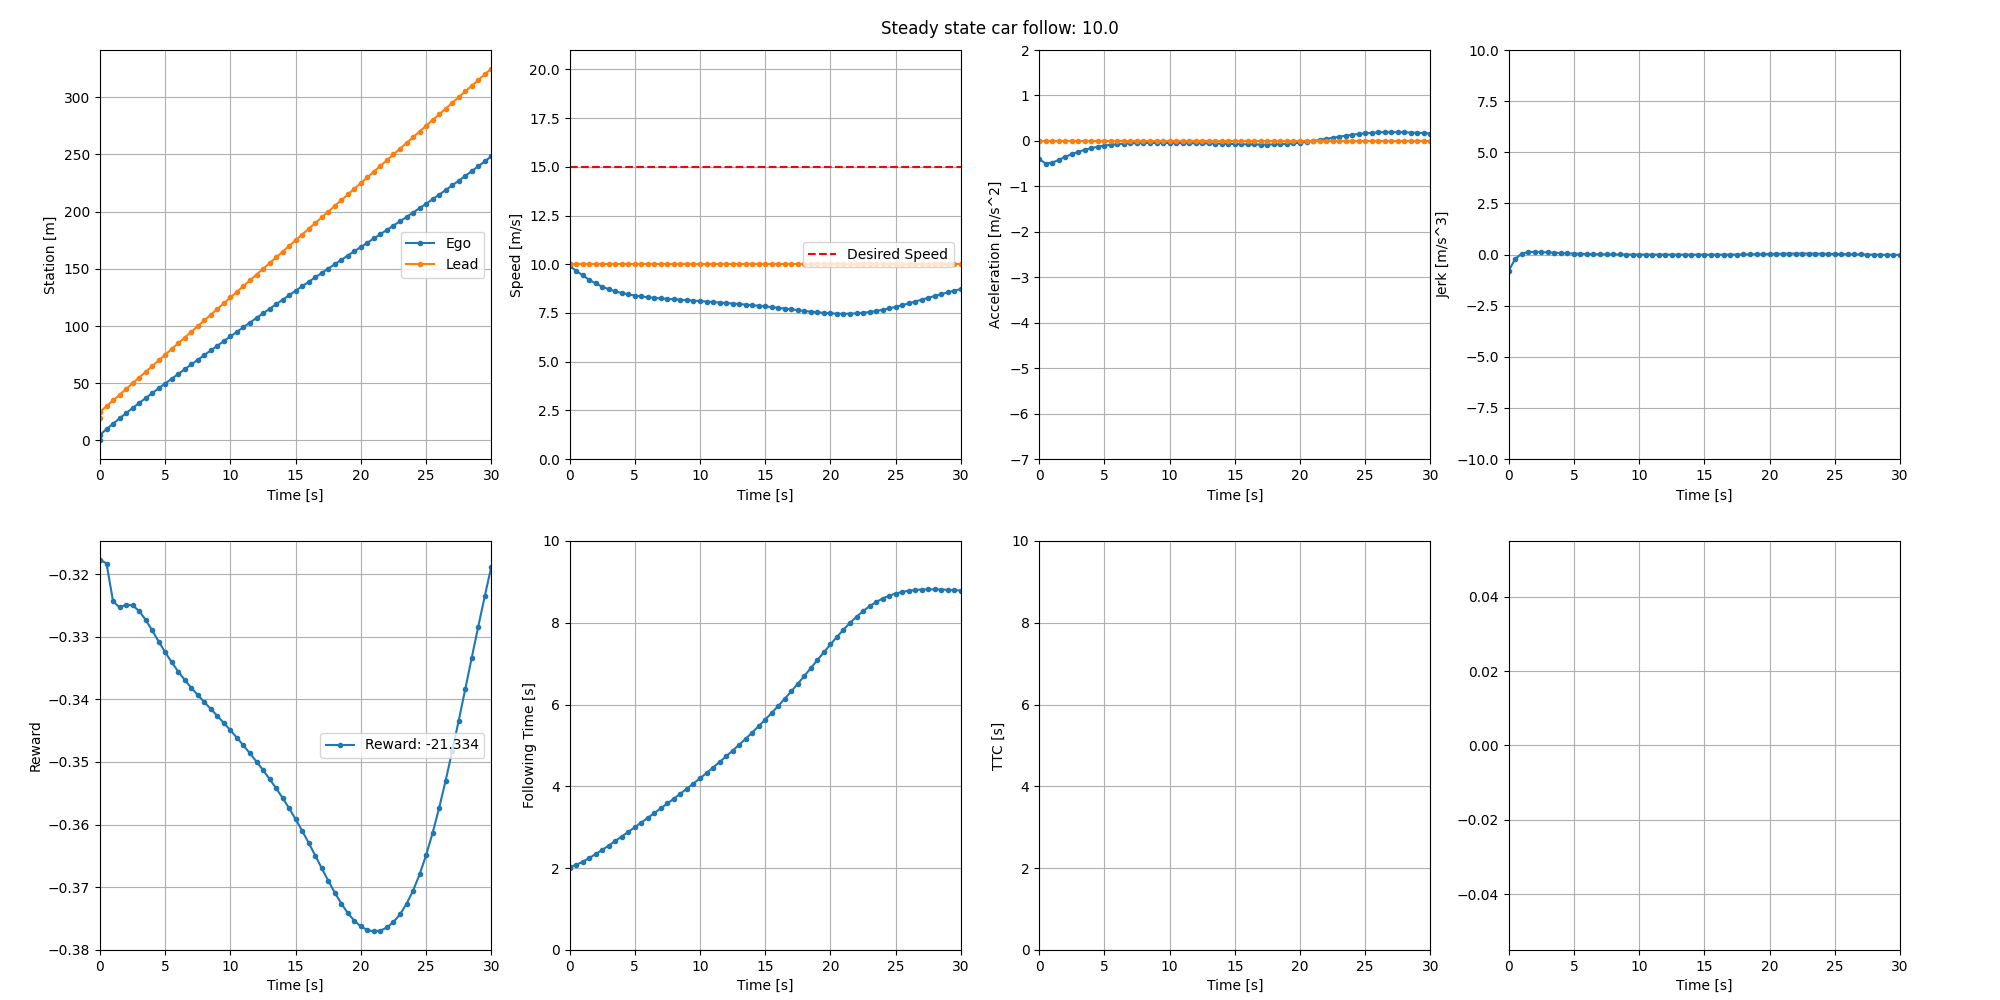 Steady state car follow: 10.0
Station [m]
300
250
200
150
100
50
0
Ego
Lead
0 5 10 15 20 25 30
Time [s]
Speed [m/s]
20.0
17.5
15.0
12.5
10.0
7.5
5.0
2.5
0.0
Desired Speed
0 5 10 15 20 25 30
Time [s]
Acceleration [m/s^2]
2
1
0
−1
−2
−3
−4
−5
−6
−7
0 5 10 15 20 25 30
Time [s]
Jerk [m/s^3]
10.0
7.5
5.0
2.5
0.0
−2.5
−5.0
−7.5
−10.0
0 5 10 15 20 25 30
Time [s]
Reward
−0.32
−0.33
−0.34
−0.35
−0.36
−0.37
−0.38
Reward: -21.334
0 5 10 15 20 25 30
Time [s]
Following Time [s]
10
8
6
4
2
0
0 5 10 15 20 25 30
Time [s]
TTC [s]
10
8
6
4
2
0
0 5 10 15 20 25 30
Time [s]
0.04
0.02
0.00
−0.02
−0.04
0 5 10 15 20 25 30
Time [s]